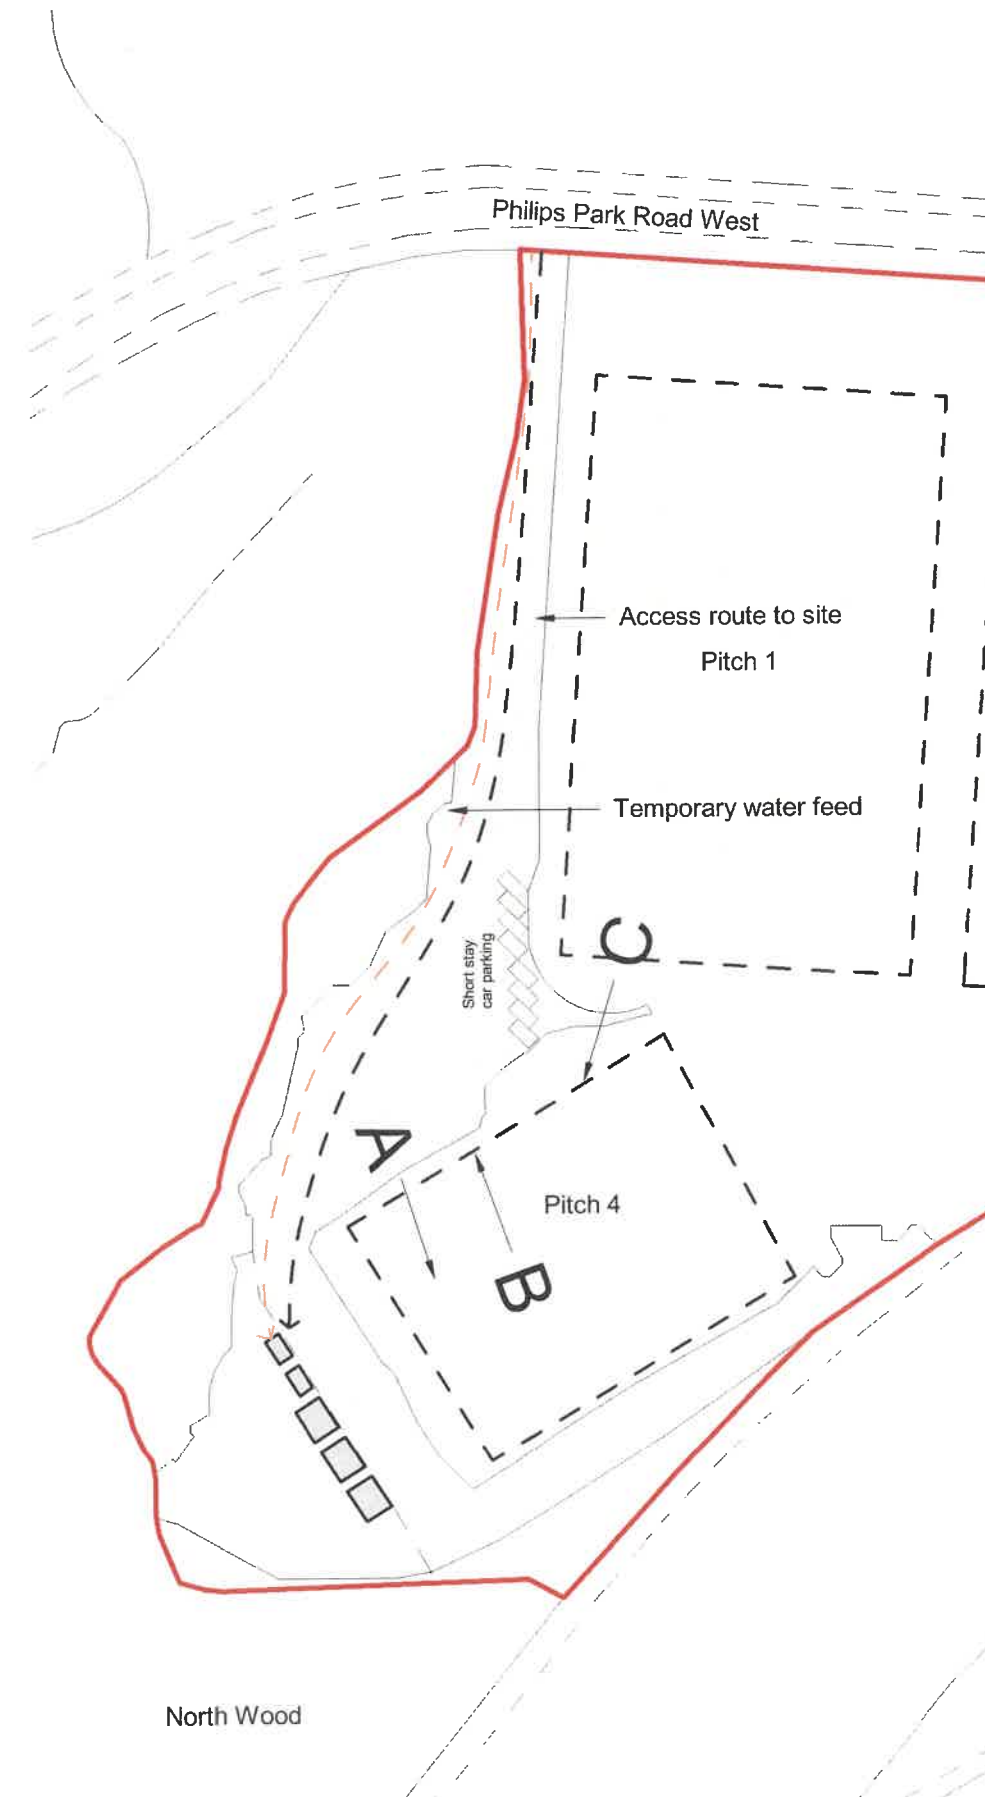 Philips Park Road West
Access route to site
Pitch 1
Temporary water feed
Short stay
car parking
C
A
Pitch 4
B
North Wood